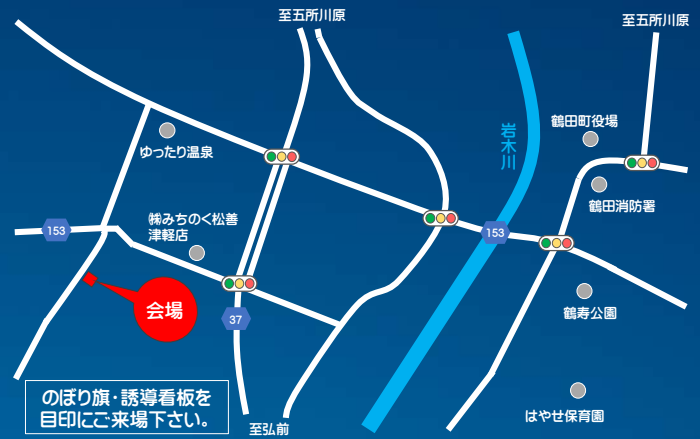 至五所川原
至五所川原
岩木川
鶴田町役場
ゆったり温泉
鶴田消防署
㈱みちのく松善
津軽店
153
153
会場
37
鶴寿公園
のぼり旗・誘導看板を
目印にご来場下さい。
至弘前
はやせ保育園